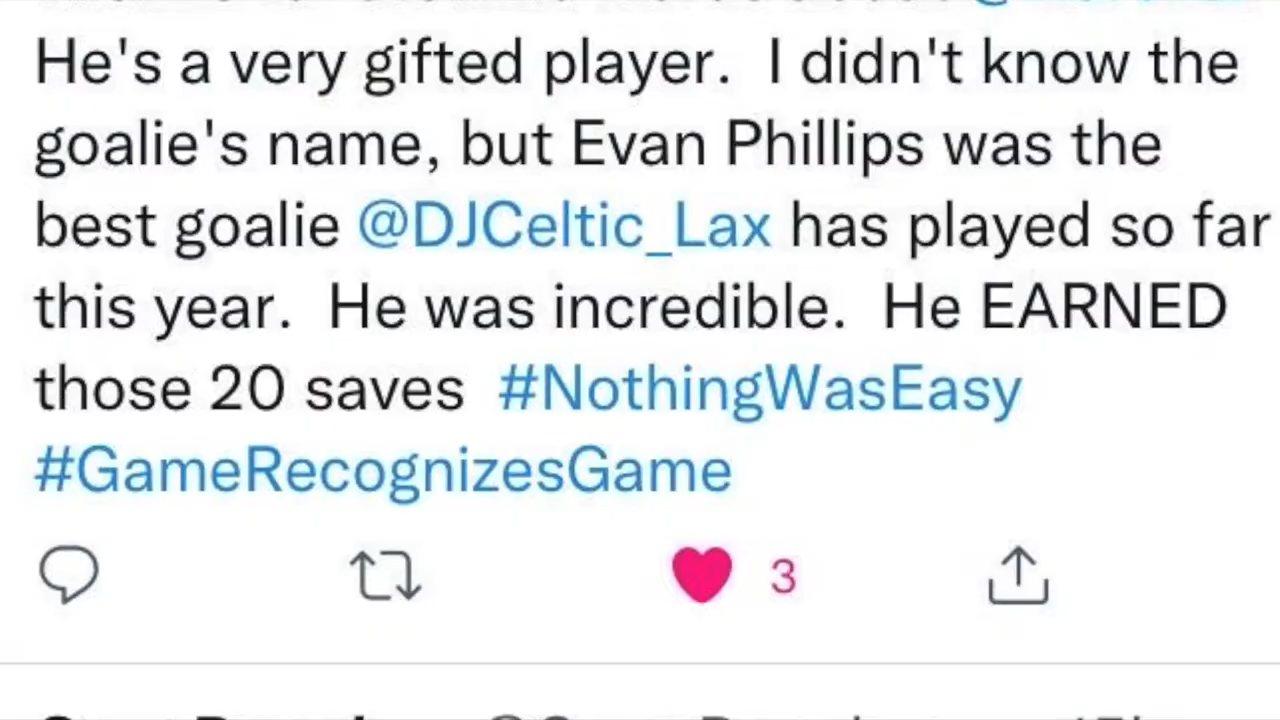 He's a very gifted player.  I didn't know the
goalie's name, but Evan Phillips was the
best goalie @DJCeltic_Lax has played so far
this year.  He was incredible.  He EARNED
those 20 saves  #NothingWasEasy
#GameRecognizesGame
3